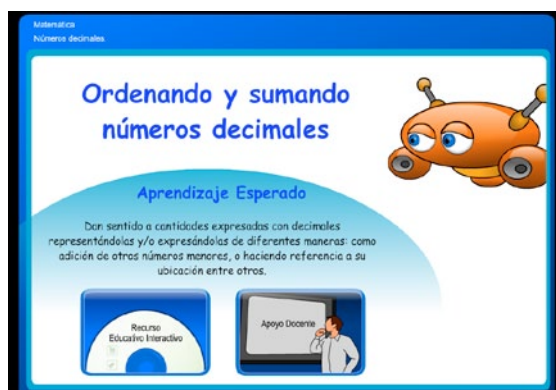 Matemática
Números decimales
Ordenando y sumando
números decimales
Aprendizaje Esperado
Dan sentido a cantidades expresadas con decimales
representándolas y/o expresándolas de diferentes maneras: como
adición de otros números menores, o haciendo referencia a su
ubicación entre otros.
Recurso
Educativo Interactivo
Apoyo Docente